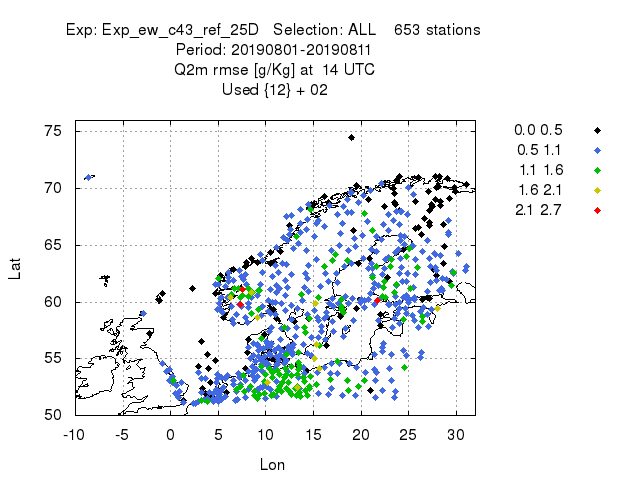 Exp: Exp_ew_c43_ref_25D   Selection: ALL    653 stations
Period: 20190801-20190811
Q2m rmse [g/Kg] at  14 UTC
Used {12} + 02
0.0 0.5
0.5 1.1
1.1 1.6
1.6 2.1
2.1 2.7
75
70
65
60
55
50
Lat
-10 -5 0 5 10 15 20 25 30
Lon